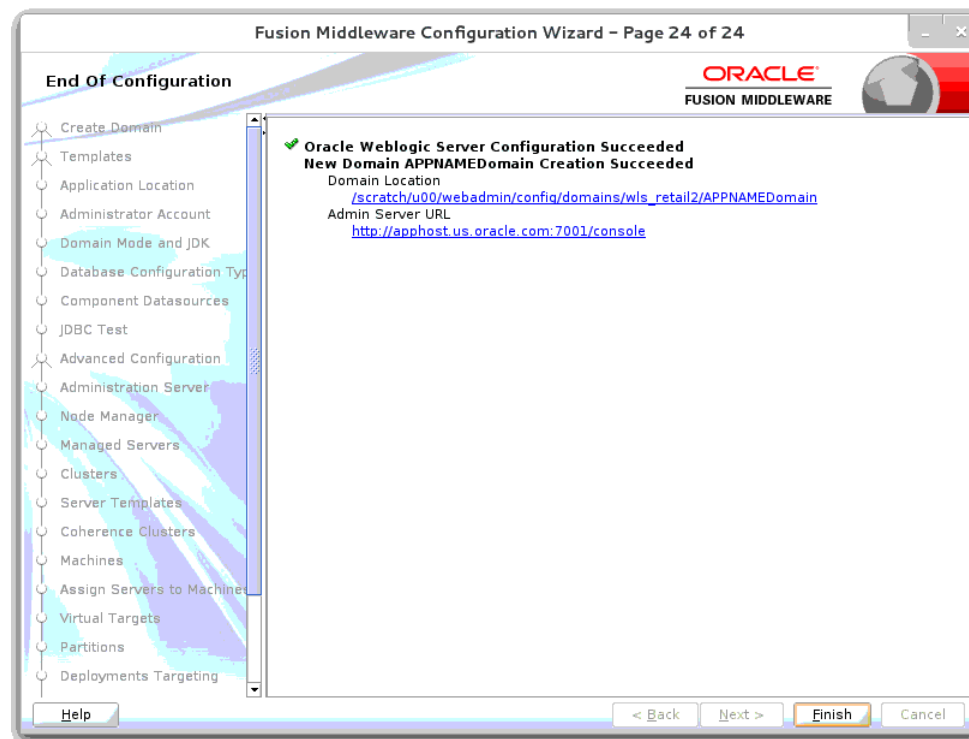 Fusion Middleware Configuration Wizard – Page 24 of 24
End Of Configuration
ORACLE
FUSION MIDDLEWARE
Create Domain
Templates
Application Location
Administrator Account
Domain Mode and JDK
Database Configuration Typ
Component Datasources
JDBC Test
Advanced Configuration
Administration Server
Node Manager
Managed Servers
Clusters
Server Templates
Coherence Clusters
Machines
Assign Servers to Machines
Virtual Targets
Partitions
Deployments Targeting
Oracle Weblogic Server Configuration Succeeded
New Domain APPNAMEDomain Creation Succeeded
Domain Location
/scratch/u00/webadmin/config/domains/wls_retail2/APPNAMEDomain
Admin Server URL
http://apphost.us.oracle.com:7001/console
Help
< Back
Next >
Finish
Cancel